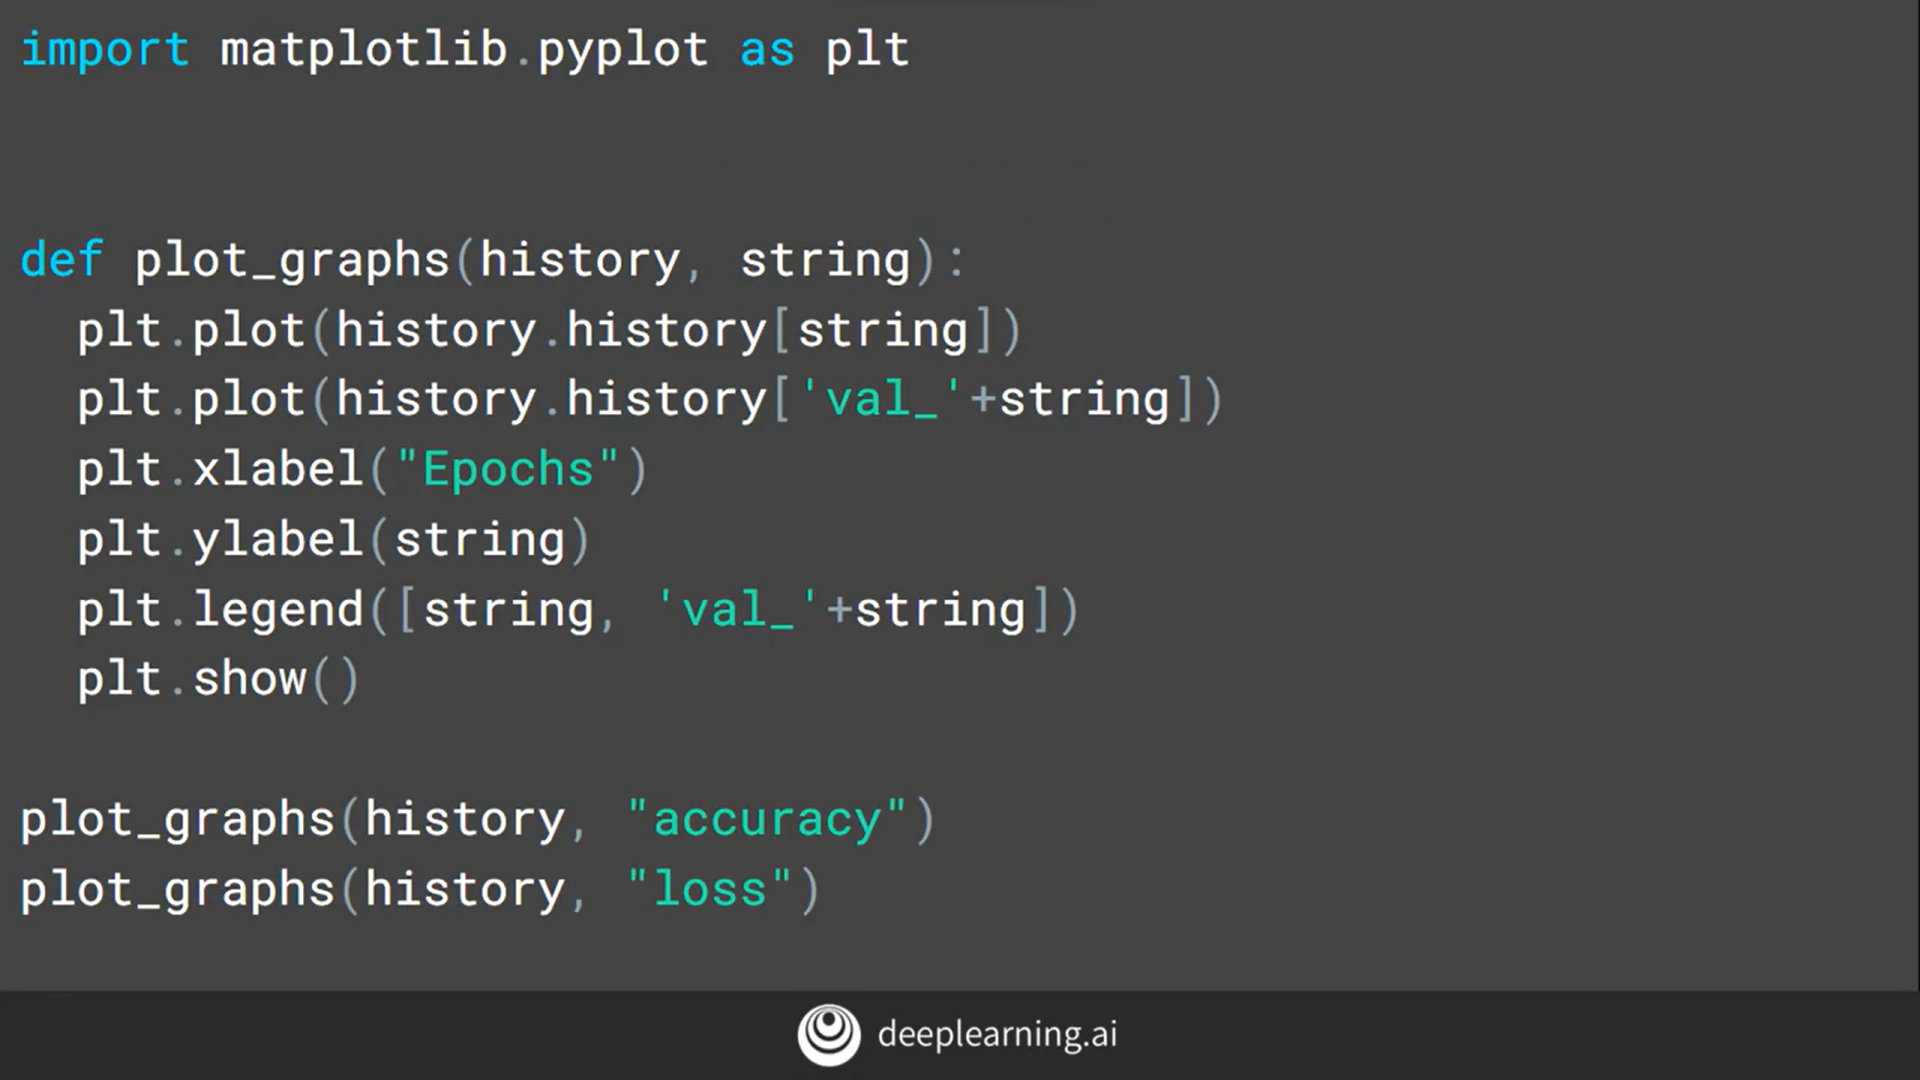 import matplotlib.pyplot as plt
def plot_graphs(history, string):
  plt.plot(history.history[string])
  plt.plot(history.history['val_'+string])
  plt.xlabel("Epochs")
  plt.ylabel(string)
  plt.legend([string, 'val_'+string])
  plt.show()
plot_graphs(history, "accuracy")
plot_graphs(history, "loss")
deeplearning.ai